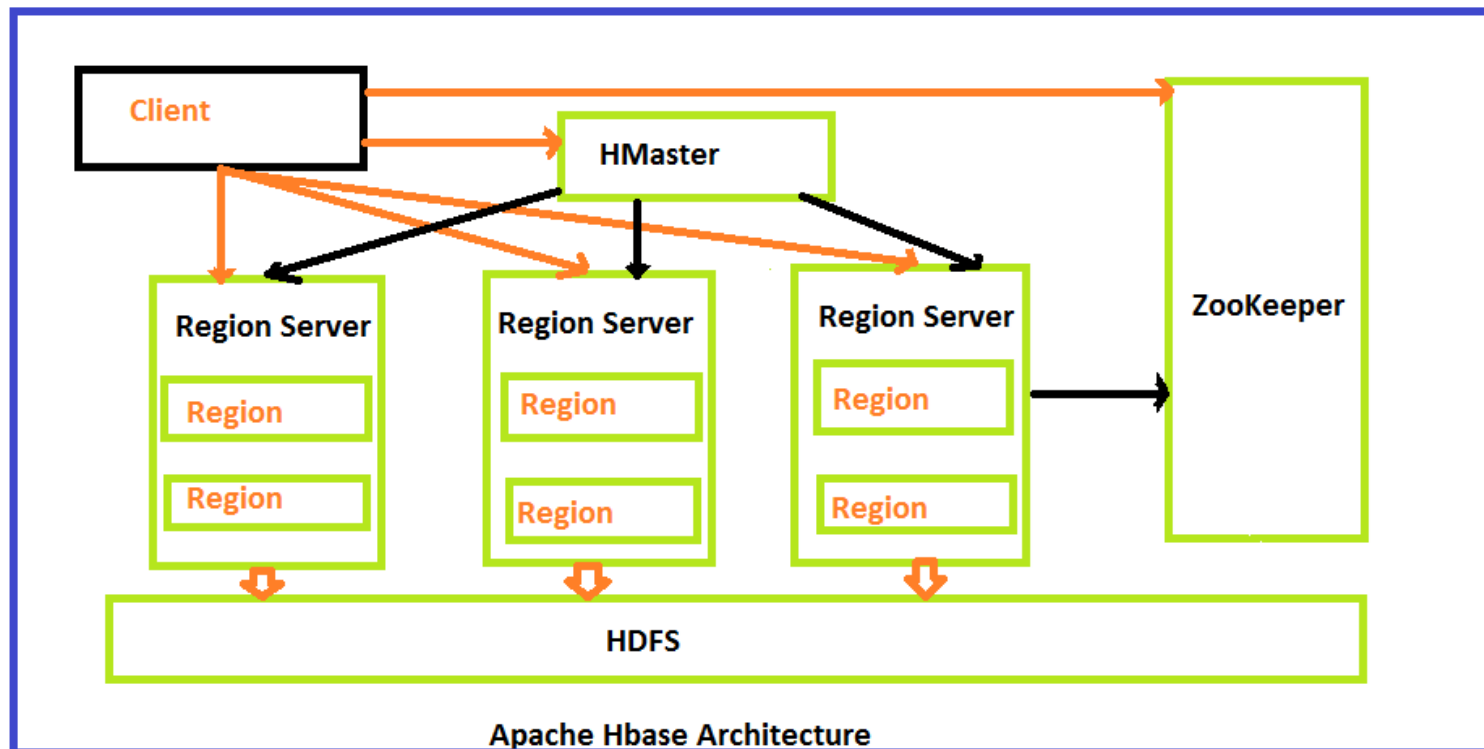 Client
HMaster
Region Server
Region
Region
Region Server
Region
Region
Region Server
Region
Region
ZooKeeper
HDFS
Apache Hbase Architecture